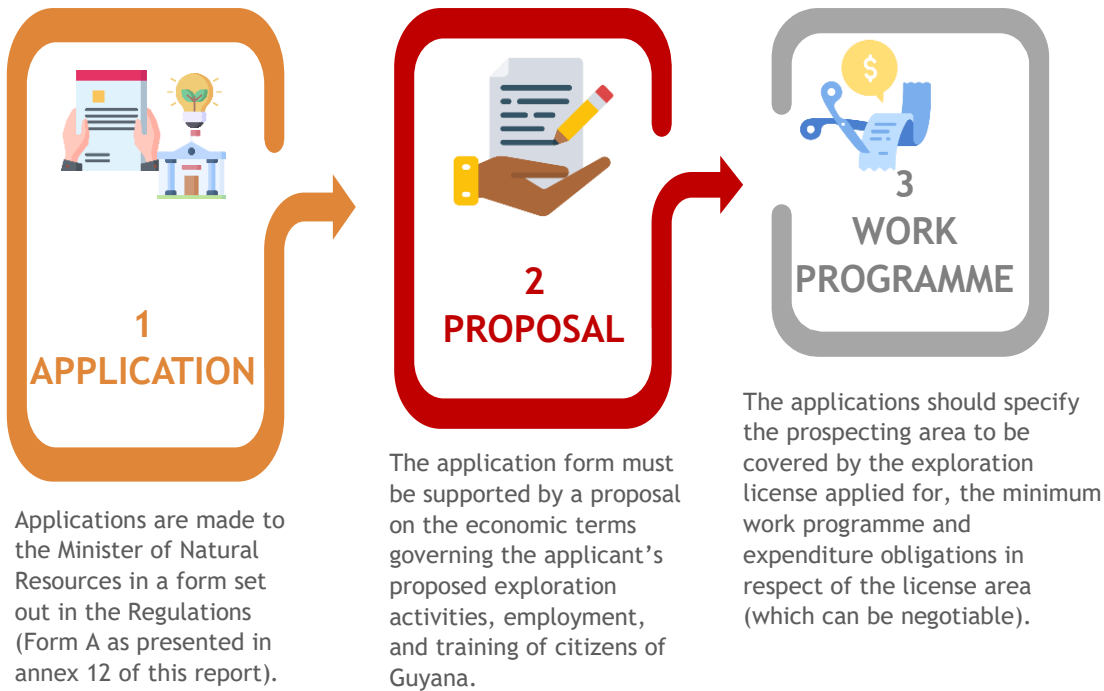 1
APPLICATION
Applications are made to
the Minister of Natural
Resources in a form set
out in the Regulations
(Form A as presented in
annex 12 of this report).
2
PROPOSAL
The application form must
be supported by a proposal
on the economic terms
governing the applicant’s
proposed exploration
activities, employment,
and training of citizens of
Guyana.
$
3
WORK
PROGRAMME
The applications should specify
the prospecting area to be
covered by the exploration
license applied for, the minimum
work programme and
expenditure obligations in
respect of the license area
(which can be negotiable).